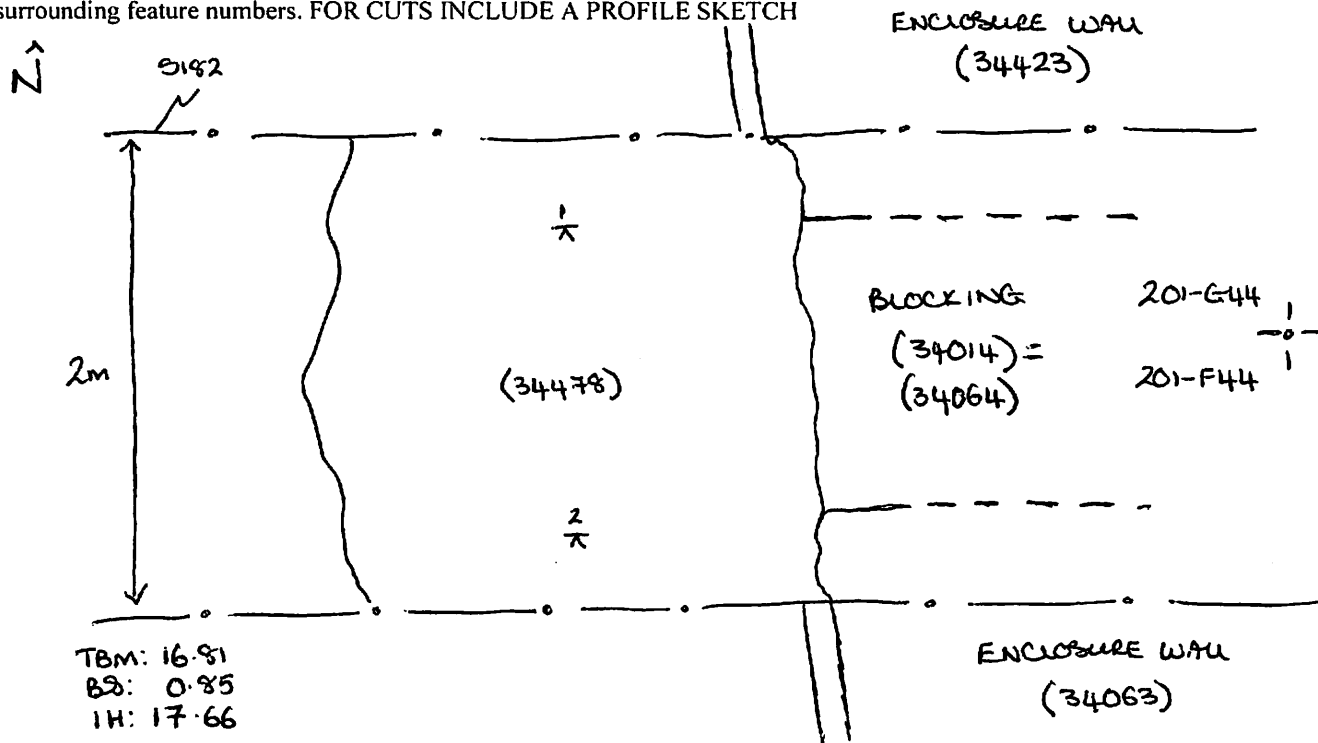 surrounding feature numbers. FOR CUTS INCLUDE A PROFILE SKETCH
ENCLOSURE WALL
(34423)
N
5182
1
BLOCKING
(34014)=
(34064)
201-G44
201-F44
2m
(34478)
2
TBM: 16.81
BS: 0.85
IH: 17.66
ENCLOSURE WALL
(34063)